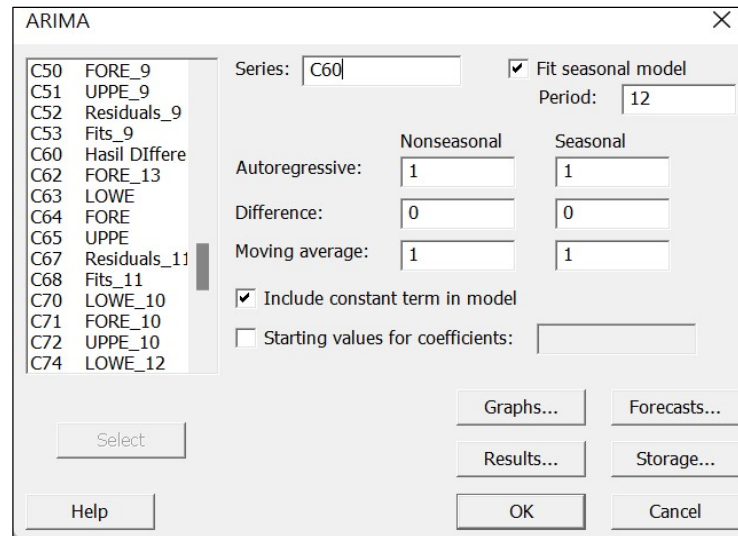 ARIMA
C50 FORE_9
C51 UPPE_9
C52 Residuals_9
C53 Fits_9
C60 Hasil DIffere
C62 FORE_13
C63 LOWE
C64 FORE
C65 UPPE
C67 Residuals_11
C68 Fits_11
C70 LOWE_10
C71 FORE_10
C72 UPPE_10
C74 LOWE_12
Select
Help
Series: C60
Fit seasonal model
Period: 12
Nonseasonal Seasonal
Autoregressive: 1 1
Difference: 0 0
Moving average: 1 1
Include constant term in model
Starting values for coefficients:
Graphs... Forecasts...
Results... Storage...
OK Cancel